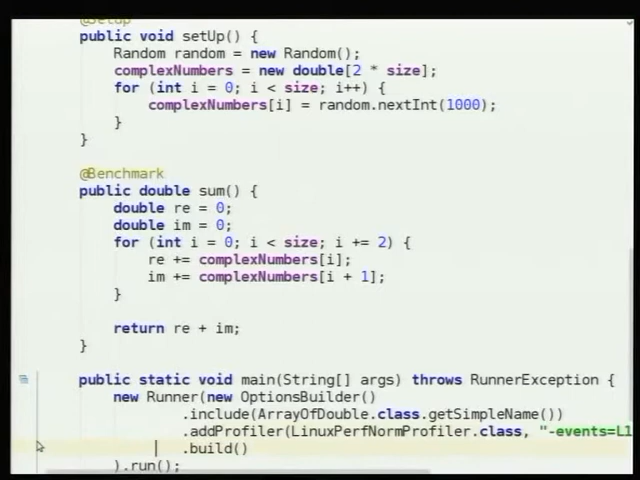 @Setup
public void setUp() {
Random random = new Random();
complexNumbers = new double[2 * size];
for (int i = 0; i < size; i++) {
complexNumbers[i] = random.nextInt(1000);
}
}
@Benchmark
public double sum() {
double re = 0;
double im = 0;
for (int i = 0; i < size; i += 2) {
re += complexNumbers[i];
im += complexNumbers[i + 1];
}
return re + im;
}
public static void main(String[] args) throws RunnerException {
new Runner(new OptionsBuilder()
.include(ArrayOfDouble.class.getSimpleName())
.addProfiler(LinuxPerfNormProfiler.class, "-events=L1
.build()
).run();